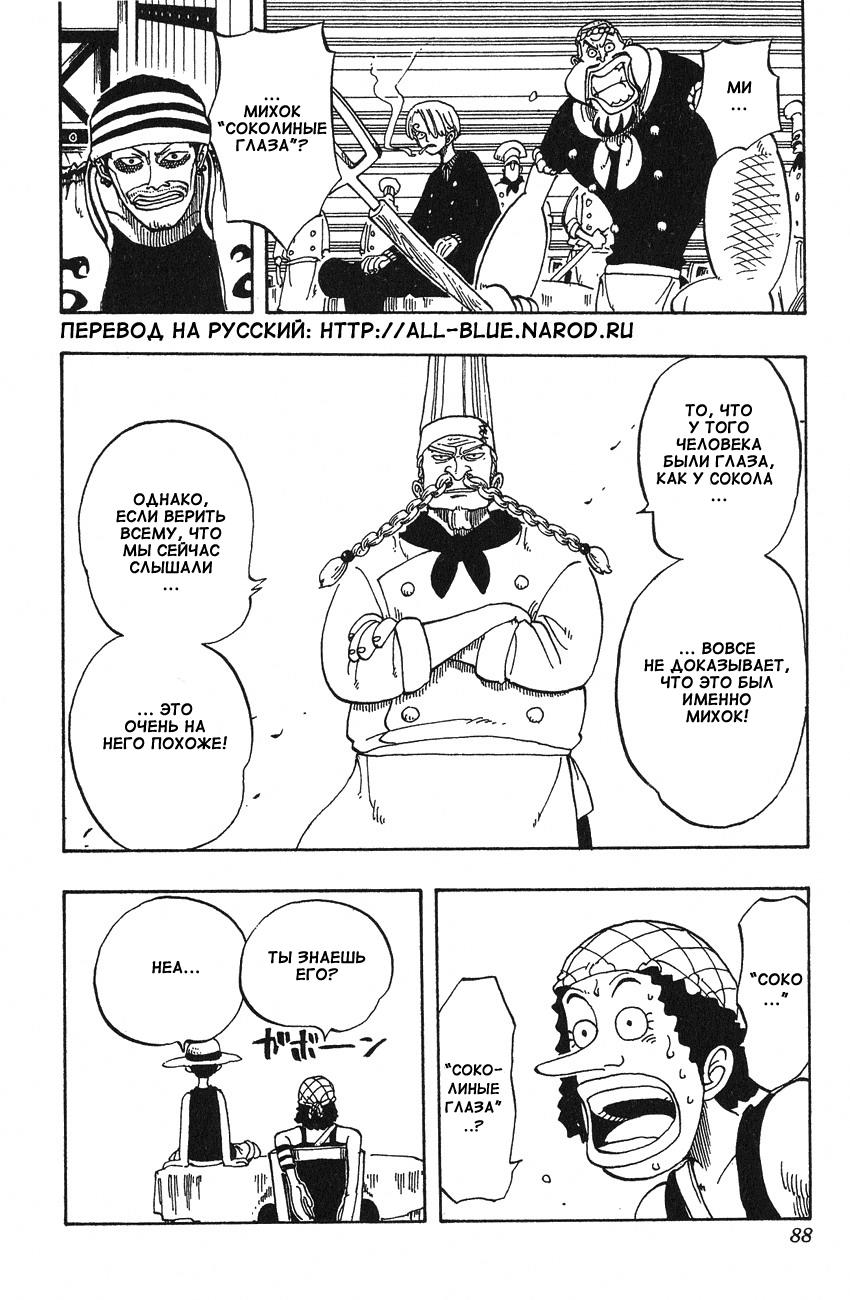 МИ
...
...
МИХОК
"СОКОЛИНЫЕ
ГЛАЗА"?
ПЕРЕВОД НА РУССКИЙ: HTTP://ALL-BLUE.NAROD.RU
ТО, ЧТО
У ТОГО
ЧЕЛОВЕКА
БЫЛИ ГЛАЗА,
КАК У СОКОЛА
...
... ВОВСЕ
НЕ ДОКАЗЫВАЕТ,
ЧТО ЭТО БЫЛ
ИМЕННО
МИХОК!
ОДНАКО,
ЕСЛИ ВЕРИТЬ
ВСЕМУ, ЧТО
МЫ СЕЙЧАС
СЛЫШАЛИ
...
... ЭТО
ОЧЕНЬ НА
НЕГО ПОХОЖЕ!
"СОКО
..."
"СОКО-
ЛИНЫЕ
ГЛАЗА"
..?
ТЫ ЗНАЕШЬ
ЕГО?
НЕА...
ガボーン
88